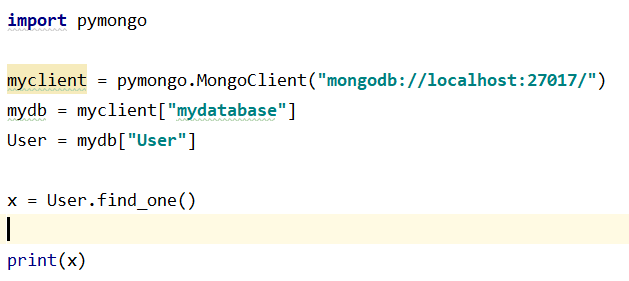 import pymongo
myclient = pymongo.MongoClient("mongodb://localhost:27017/")
mydb = myclient["mydatabase"]
User = mydb["User"]
x = User.find_one()
print(x)